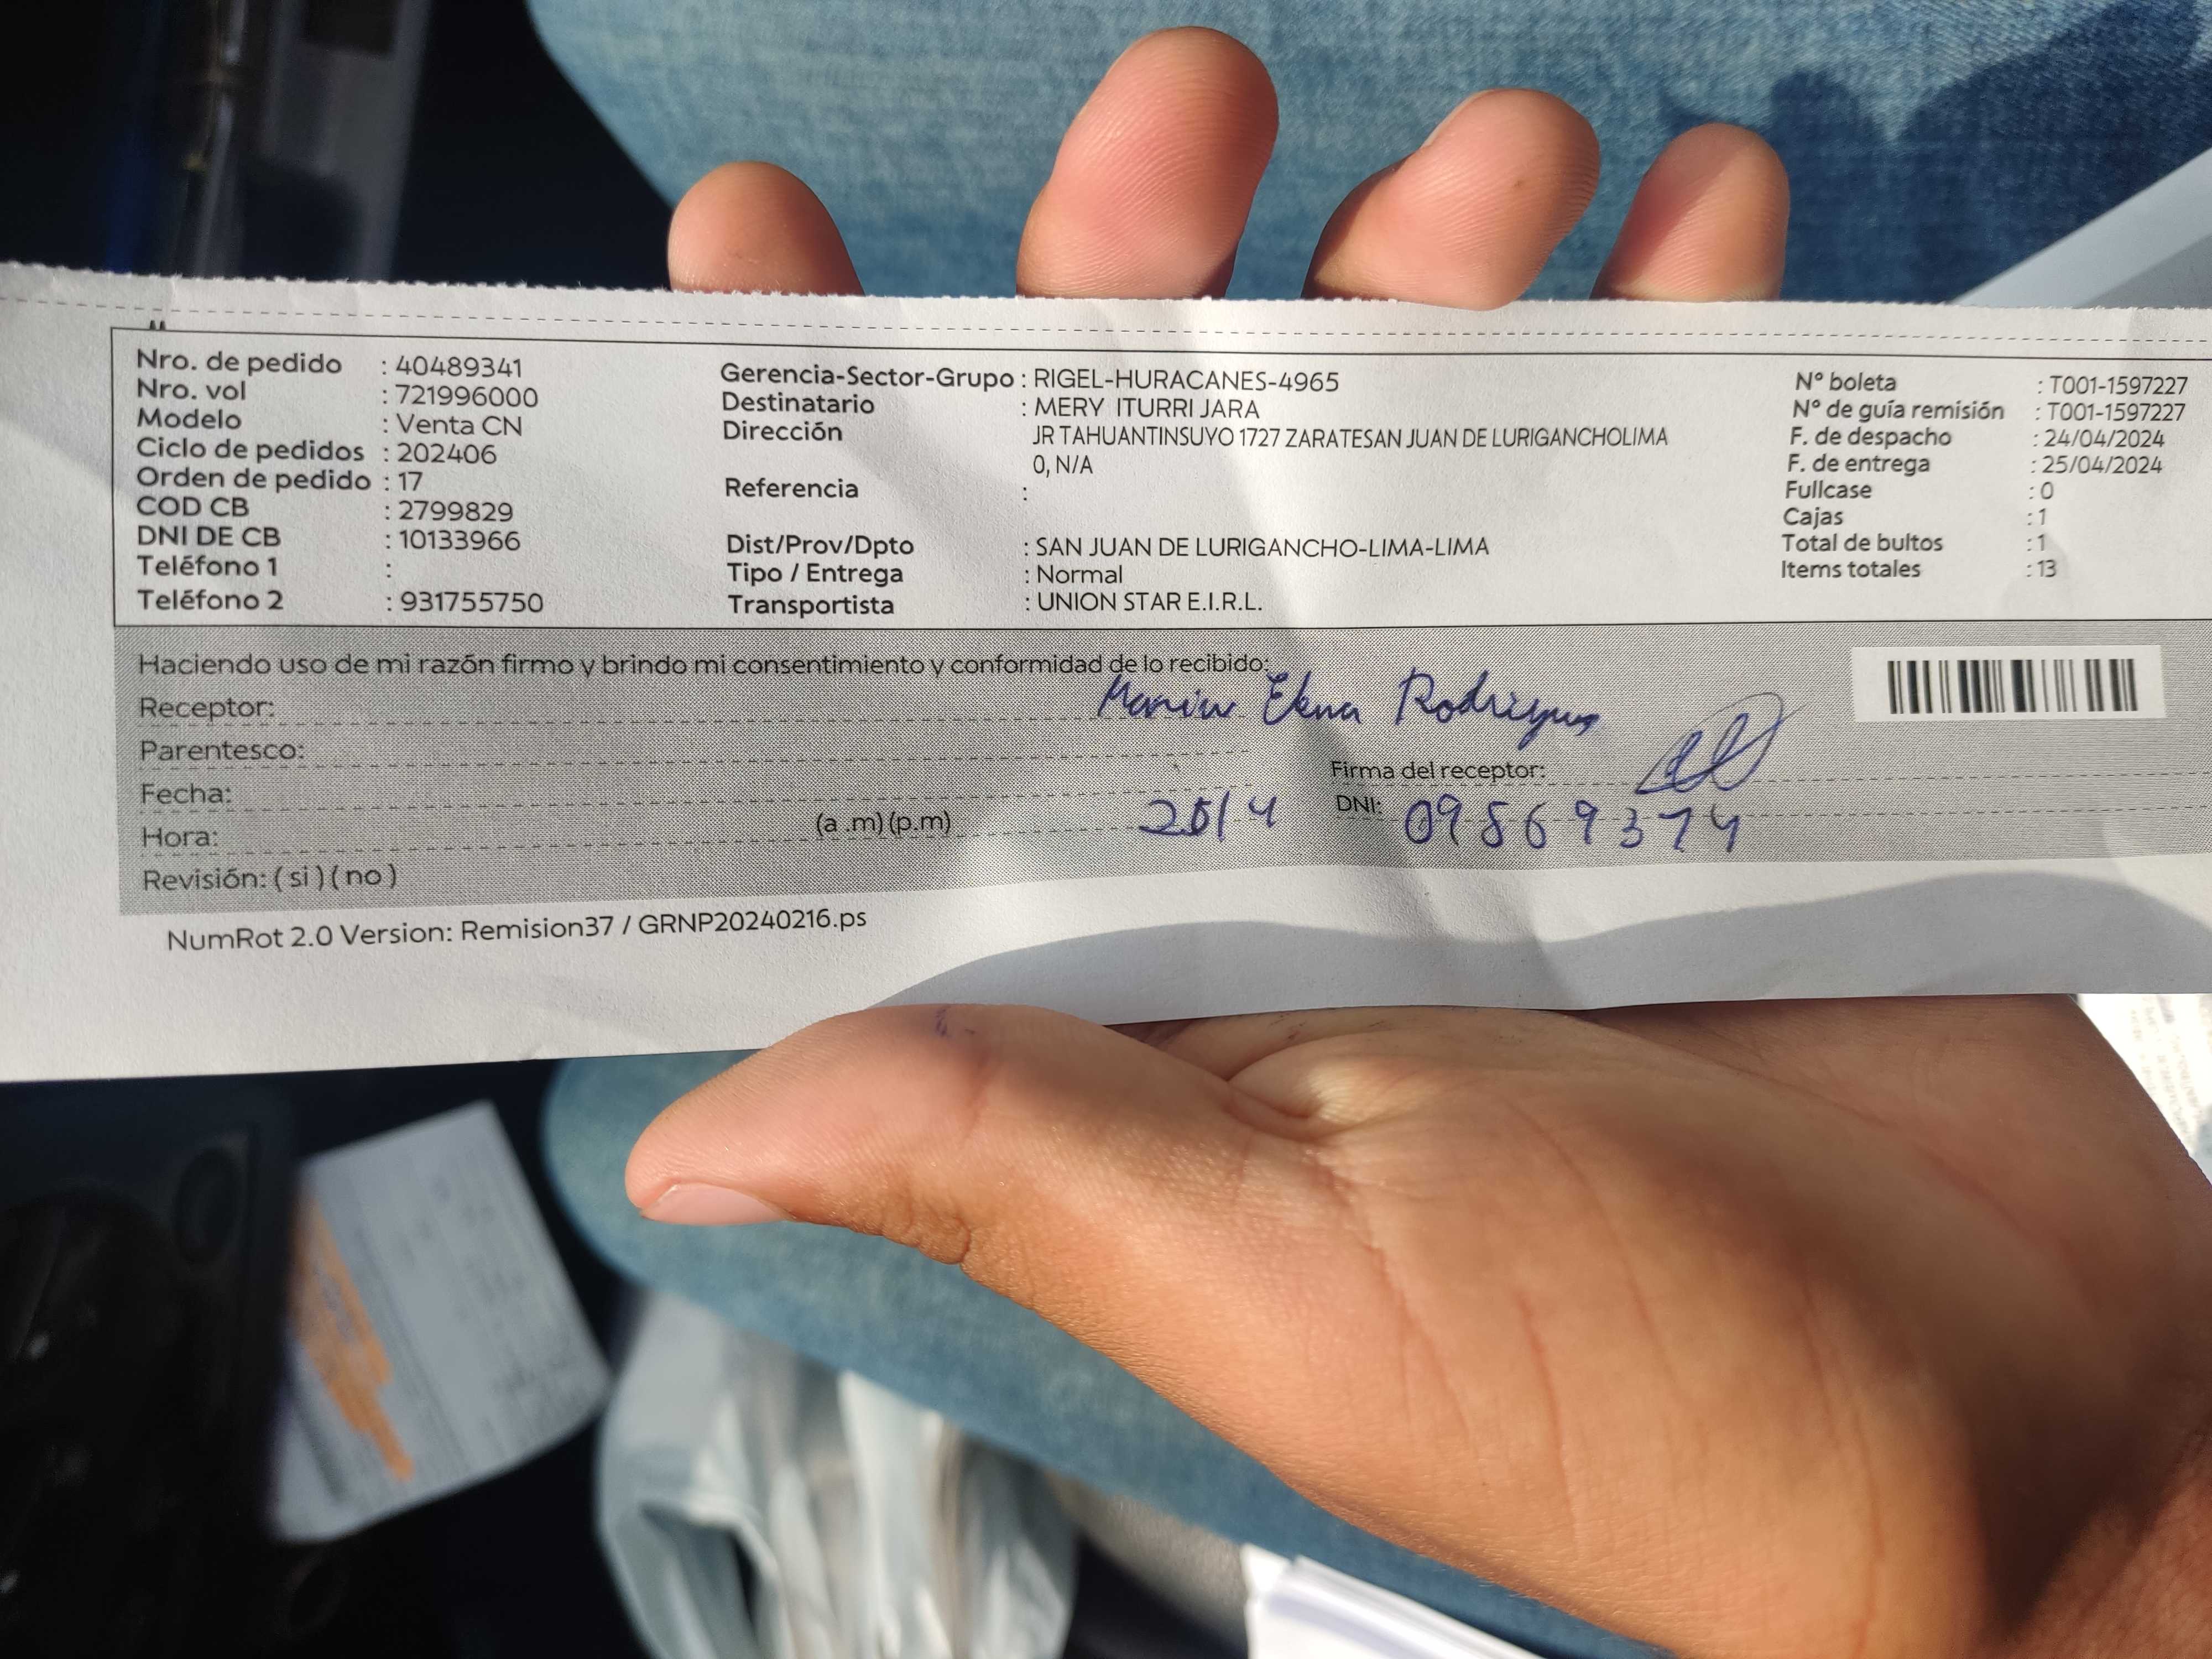 Nro. de pedido : 40489341
Nro. vol : 721996000
Modelo : Venta CN
Ciclo de pedidos : 202406
Orden de pedido : 17
COD CB : 2799829
DNI DE CB : 10133966
Teléfono 1 :
Teléfono 2 : 931755750
Gerencia-Sector-Grupo : RIGEL-HURACANES-4965
Destinatario : MERY ITURRI JARA
Dirección JR TAHUANTINSUYO 1727 ZARATESAN JUAN DE LURIGANCHOLIMA
0, N/A
Referencia :
Dist/Prov/Dpto : SAN JUAN DE LURIGANCHO-LIMA-LIMA
Tipo / Entrega : Normal
Transportista : UNION STAR E.I.R.L.
N° boleta : T001-1597227
N° de guía remisión : T001-1597227
F. de despacho : 24/04/2024
F. de entrega : 25/04/2024
Fullcase : 0
Cajas : 1
Total de bultos : 1
Items totales : 13
Haciendo uso de mi razón firmo y brindo mi consentimiento y conformidad de lo recibido:
Receptor: Elena Rodriguez
Parentesco:
Firma del receptor:
Fecha: 25/4
DNI: 09869374
Hora: (a .m) (p.m)
Revisión: ( si ) ( no )
NumRot 2.0 Version: Remision37 / GRNP20240216.ps